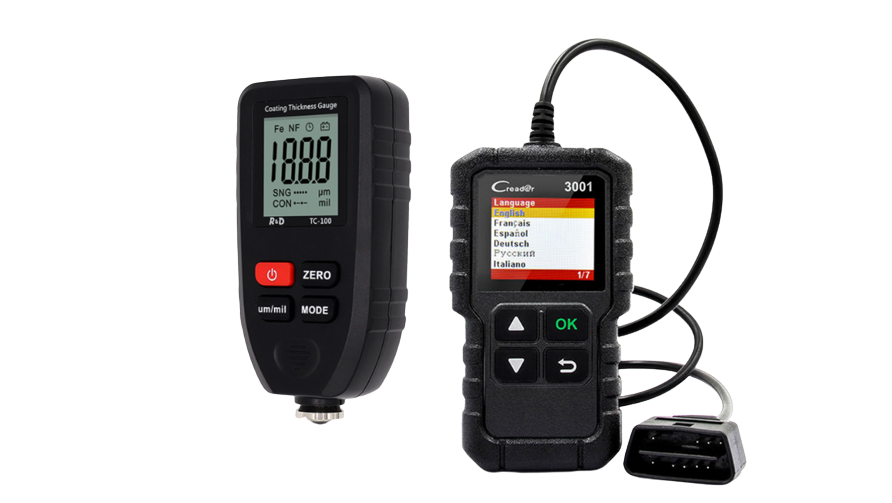 Coating Thickness Gauge
Fe NF
188.8
SNG µm
CON mil
R&D TC-100
ZERO
um/mil MODE
Creader 3001
Language
English
Français
Español
Deutsch
Русский
Italiano
1/7
OK